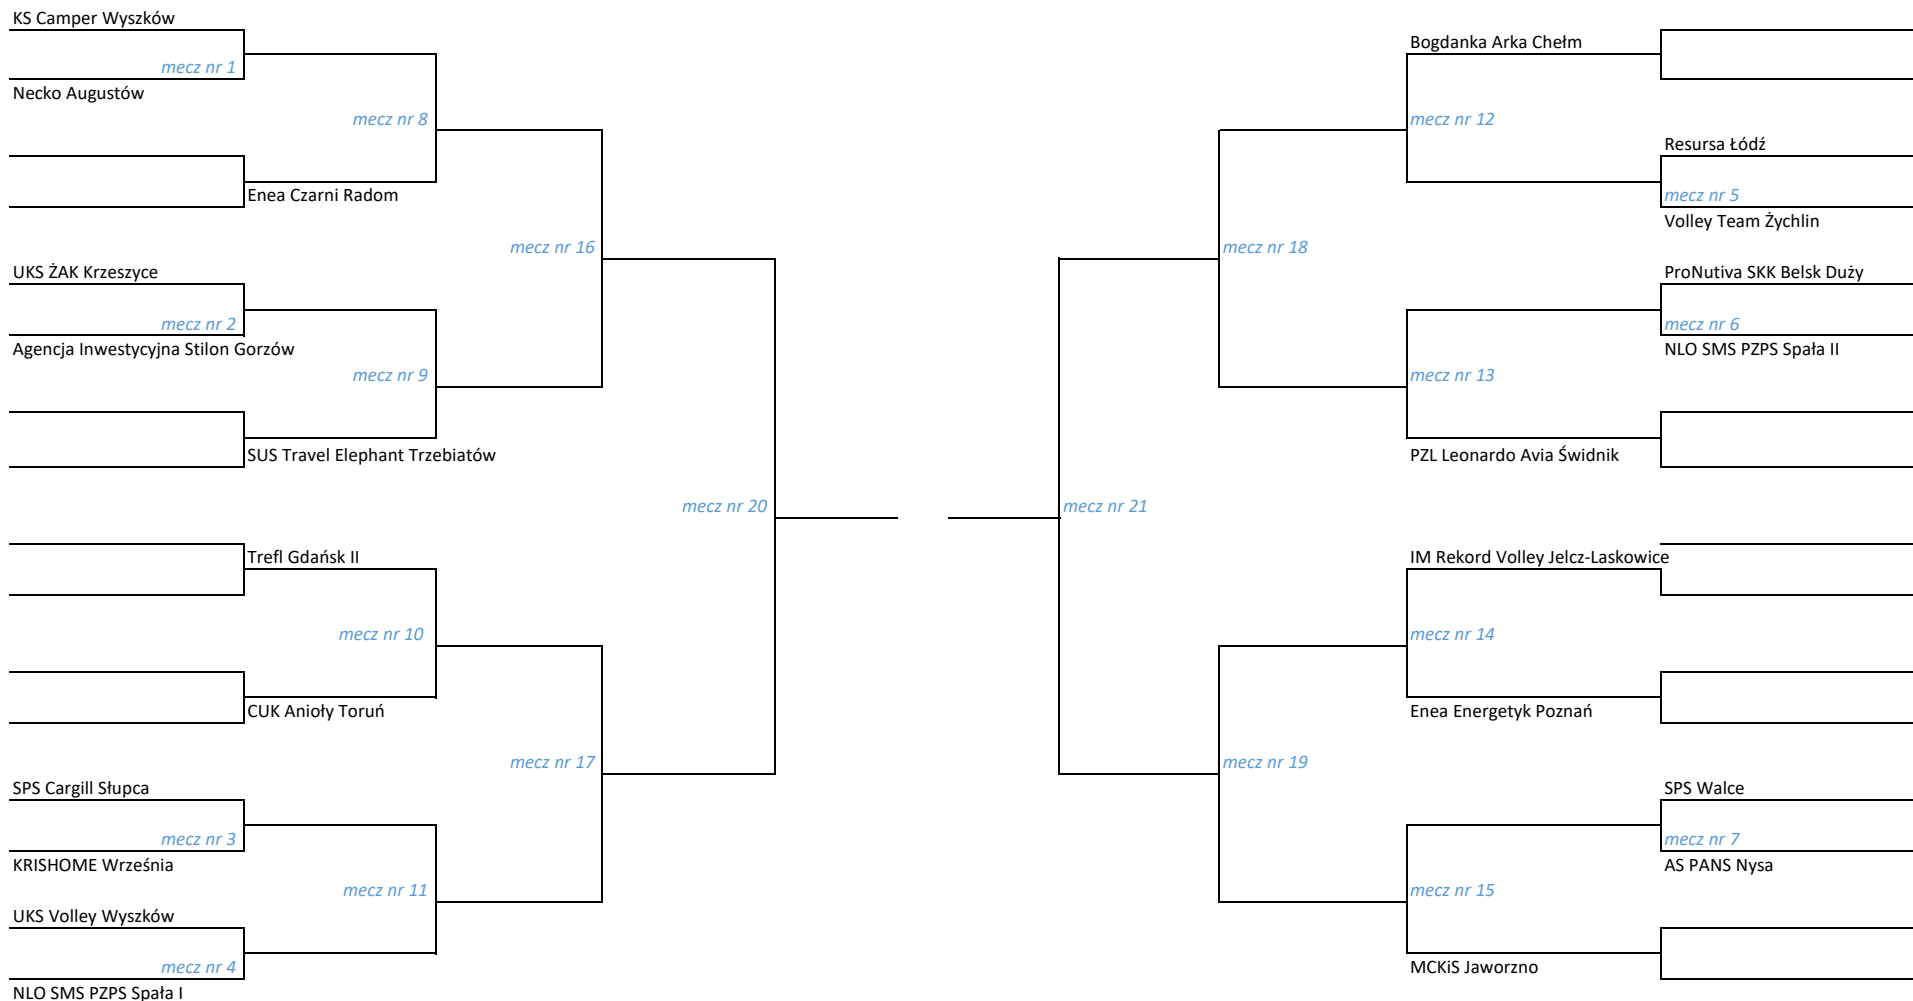 KS Camper Wyszków
mecz nr 1
Necko Augustów
mecz nr 8
Enea Czarni Radom
mecz nr 16
UKS ŻAK Krzeszyce
mecz nr 2
Agencja Inwestycyjna Stilon Gorzów
mecz nr 9
SUS Travel Elephant Trzebiatów
mecz nr 20
Trefl Gdańsk II
mecz nr 10
CUK Anioły Toruń
mecz nr 17
SPS Cargill Słupca
mecz nr 3
KRISHOME Września
mecz nr 11
UKS Volley Wyszków
mecz nr 4
NLO SMS PZPS Spała I
Bogdanka Arka Chełm
mecz nr 12
Resursa Łódź
mecz nr 5
Volley Team Żychlin
mecz nr 18
ProNutiva SKK Belsk Duży
mecz nr 6
NLO SMS PZPS Spała II
mecz nr 13
PZL Leonardo Avia Świdnik
mecz nr 21
IM Rekord Volley Jelcz-Laskowice
mecz nr 14
Enea Energetyk Poznań
mecz nr 19
SPS Walce
mecz nr 7
AS PANS Nysa
mecz nr 15
MCKiS Jaworzno